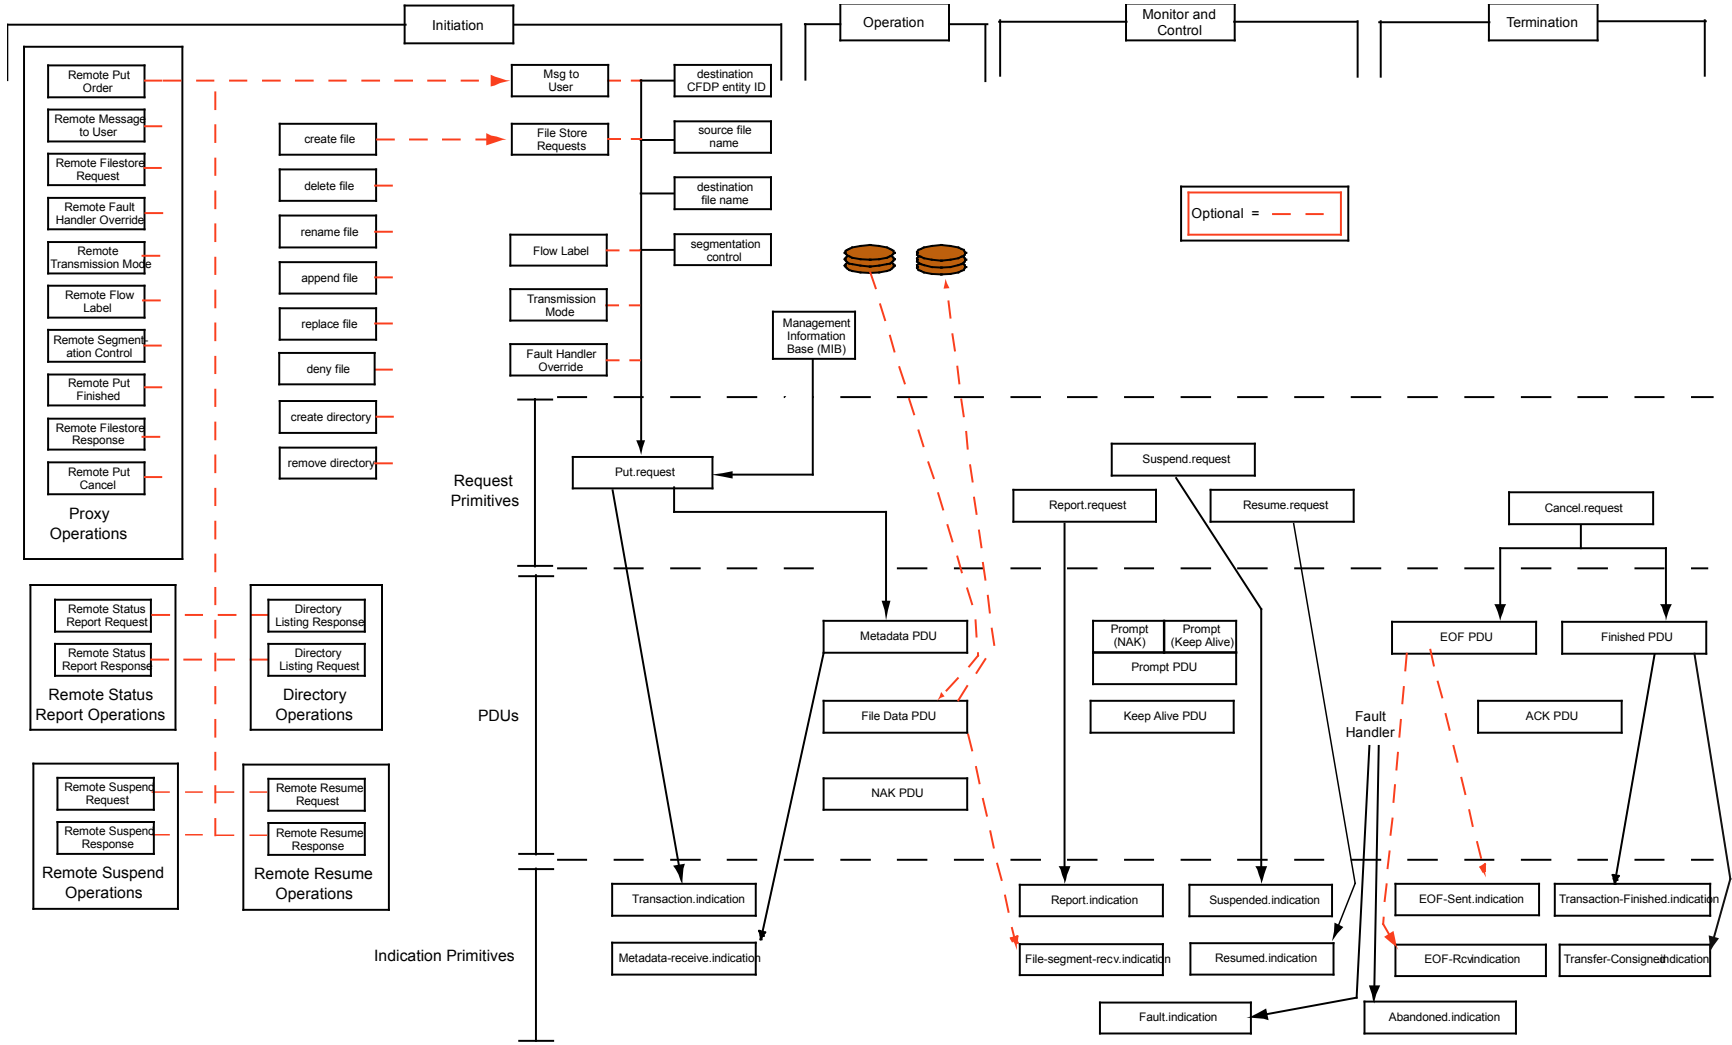 Initiation
Operation
Monitor and
Control
Termination
Remote Put
Order
Remote Message
to User
Remote Filestore
Request
Remote Fault
Handler Override
Remote
Transmission Mode
Remote Flow
Label
Remote Segment-
ation Control
Remote Put
Finished
Remote Filestore
Response
Remote Put
Cancel
Proxy
Operations
create file
delete file
rename file
append file
replace file
deny file
create directory
remove directory
Msg to
User
File Store
Requests
Flow Label
Transmission
Mode
Fault Handler
Override
destination
CFDP entity ID
source file
name
destination
file name
segmentation
control
Management
Information
Base (MIB)
Optional =
Request
Primitives
Put.request
Report.request
Suspend.request
Resume.request
Cancel.request
Remote Status
Report Request
Remote Status
Report Response
Remote Status
Report Operations
Directory
Listing Response
Directory
Listing Request
Directory
Operations
Remote Suspend
Request
Remote Suspend
Response
Remote Suspend
Operations
Remote Resume
Request
Remote Resume
Response
Remote Resume
Operations
PDUs
Metadata PDU
File Data PDU
NAK PDU
Prompt
(NAK)
Prompt
(Keep Alive)
Prompt PDU
Keep Alive PDU
Fault
Handler
EOF PDU
Finished PDU
ACK PDU
Indication Primitives
Transaction.indication
Metadata-receive.indication
Report.indication
File-segment-recv.indication
Suspended.indication
Resumed.indication
EOF-Sent.indication
EOF-Rcvindication
Transaction-Finished.indication
Transfer-Consignedindication
Fault.indication
Abandoned.indication